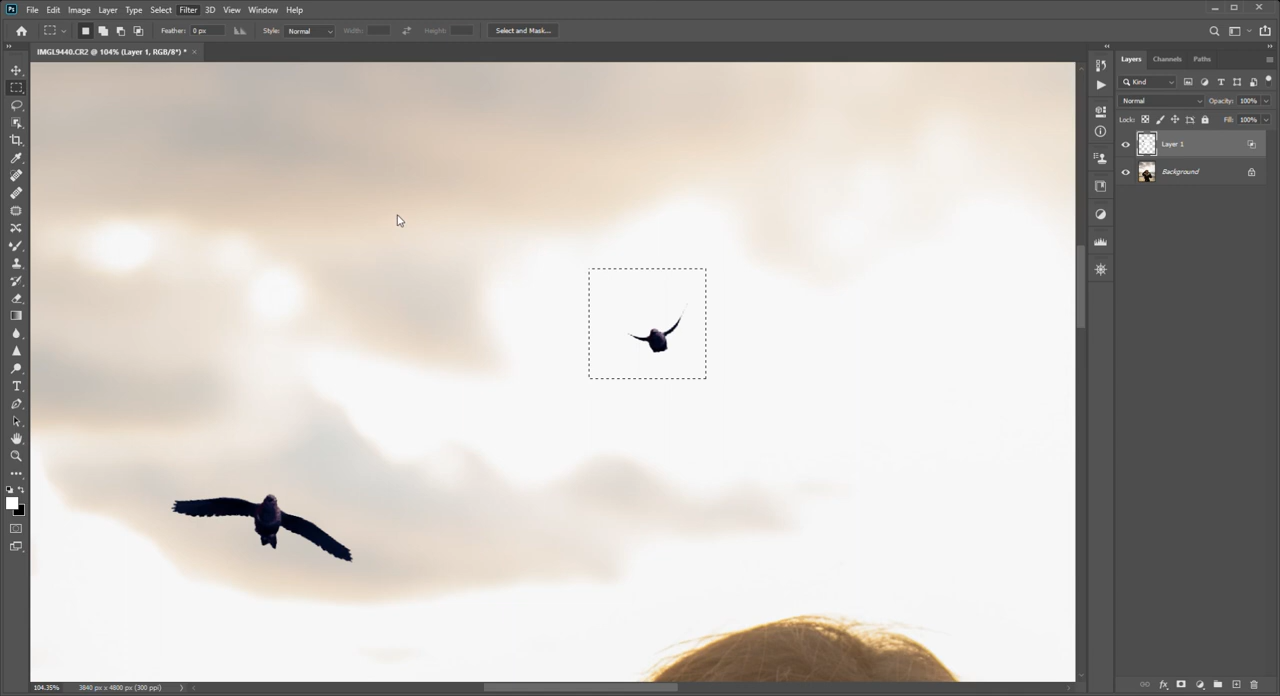 Ps File Edit Image Layer Type Select Filter 3D View Window Help
Feather: 0 px Style: Normal Width: Height: Select and Mask...
IMGL9440.CR2 @ 104% (Layer 1, RGB/8*) * ×
Layers Channels Paths
Kind
Normal Opacity: 100%
Lock: Fill: 100%
Layer 1
Background
104.35% 3840 px x 4800 px (300 ppi)